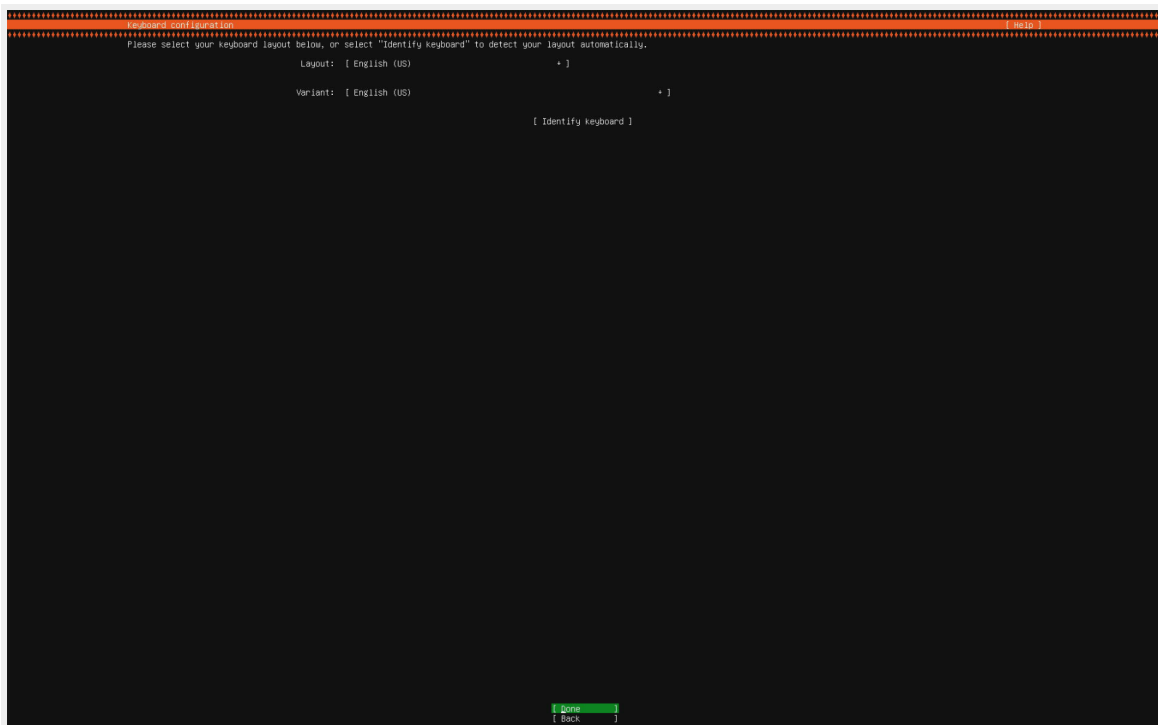 Keyboard configuration [ Help ]
Please select your keyboard layout below, or select "Identify keyboard" to detect your layout automatically.
Layout: [ English (US) ▾ ]
Variant: [ English (US) ▾ ]
[ Identify keyboard ]
[ Done ]
[ Back ]